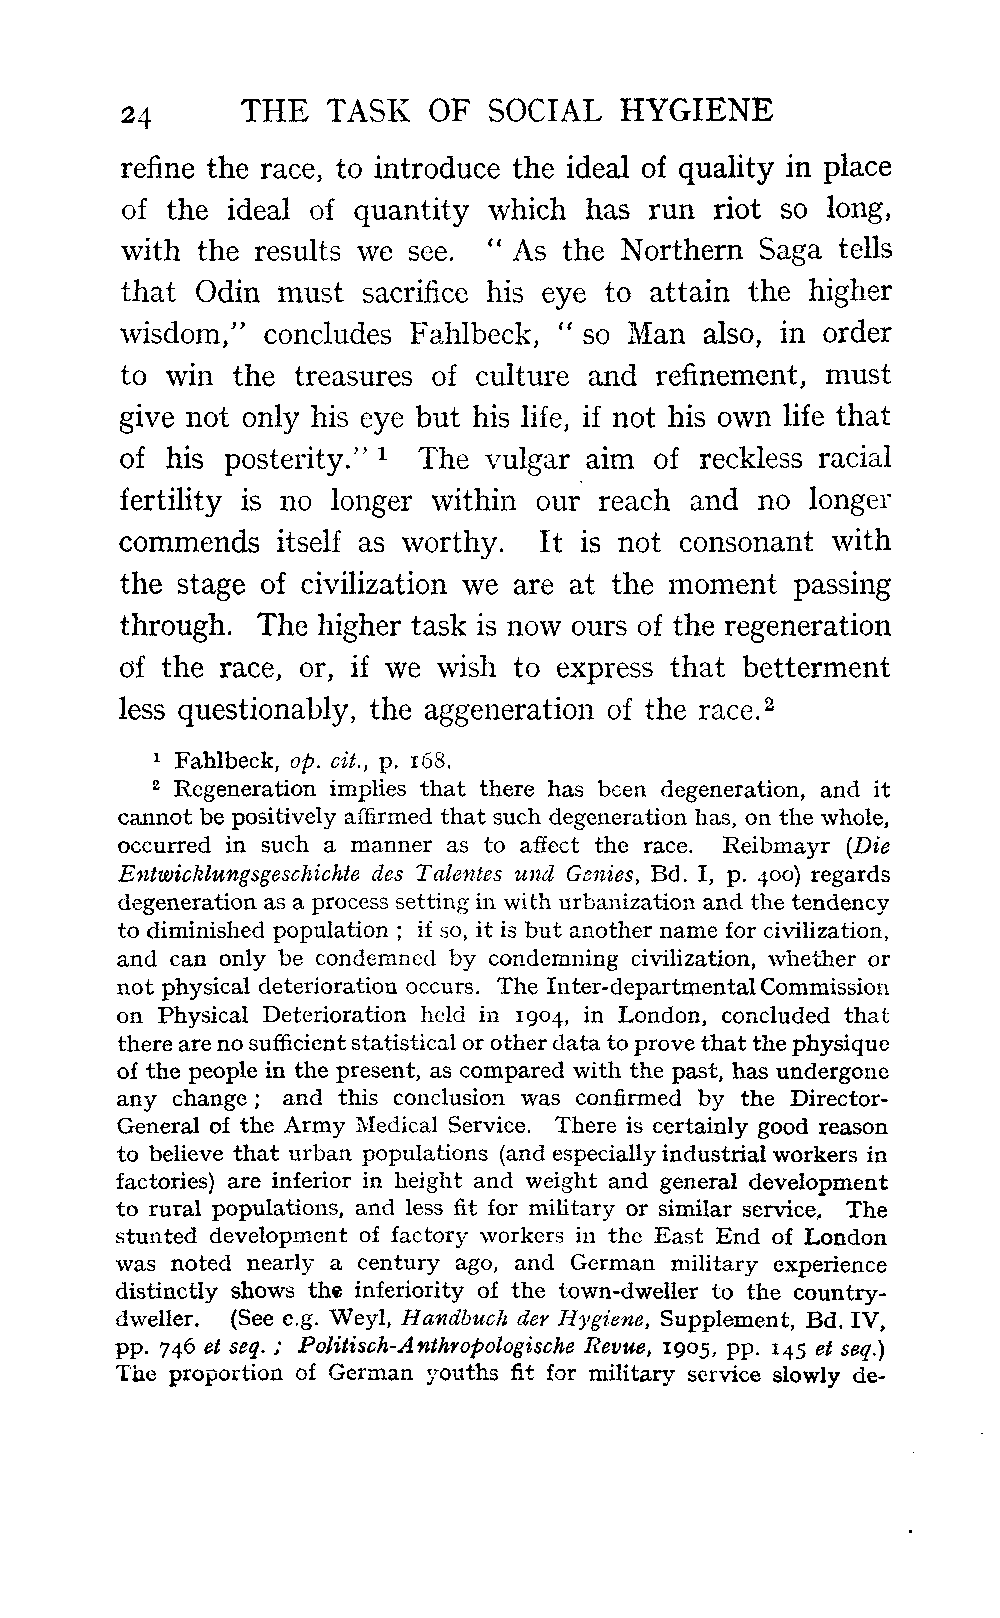 24 THE TASK OF SOCIAL HYGIENE
refine the race, to introduce the ideal of quality in place
of the ideal of quantity which has run riot so long,
with the results we see. “ As the Northern Saga tells
that Odin must sacrifice his eye to attain the higher
wisdom,” concludes Fahlbeck, “ so Man also, in order
to win the treasures of culture and refinement, must
give not only his eye but his life, if not his own life that
of his posterity.” ¹ The vulgar aim of reckless racial
fertility is no longer within our reach and no longer
commends itself as worthy. It is not consonant with
the stage of civilization we are at the moment passing
through. The higher task is now ours of the regeneration
of the race, or, if we wish to express that betterment
less questionably, the aggeneration of the race.²
¹ Fahlbeck, op. cit., p. 168.
² Regeneration implies that there has been degeneration, and it
cannot be positively affirmed that such degeneration has, on the whole,
occurred in such a manner as to affect the race. Reibmayr (Die
Entwicklungsgeschichte des Talentes und Genies, Bd. I, p. 400) regards
degeneration as a process setting in with urbanization and the tendency
to diminished population ; if so, it is but another name for civilization,
and can only be condemned by condemning civilization, whether or
not physical deterioration occurs. The Inter-departmental Commission
on Physical Deterioration held in 1904, in London, concluded that
there are no sufficient statistical or other data to prove that the physique
of the people in the present, as compared with the past, has undergone
any change ; and this conclusion was confirmed by the Director-
General of the Army Medical Service. There is certainly good reason
to believe that urban populations (and especially industrial workers in
factories) are inferior in height and weight and general development
to rural populations, and less fit for military or similar service. The
stunted development of factory workers in the East End of London
was noted nearly a century ago, and German military experience
distinctly shows the inferiority of the town-dweller to the country-
dweller. (See e.g. Weyl, Handbuch der Hygiene, Supplement, Bd. IV,
pp. 746 et seq. ; Politisch-Anthropologische Revue, 1905, pp. 145 et seq.)
The proportion of German youths fit for military service slowly de-